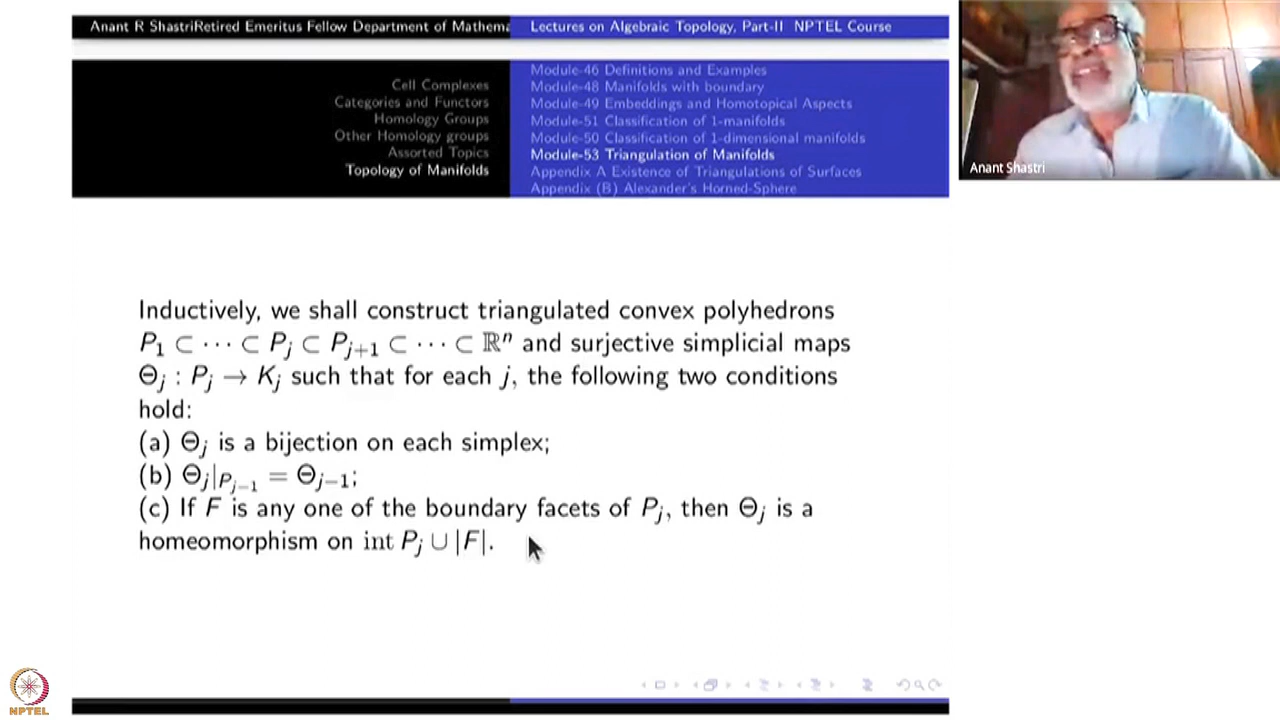 Anant R ShastriRetired Emeritus Fellow Department of Mathema
Lectures on Algebraic Topology, Part-II NPTEL Course
Cell Complexes
Categories and Functors
Homology Groups
Other Homology groups
Assorted Topics
Topology of Manifolds
Module-46 Definitions and Examples
Module-48 Manifolds with boundary
Module-49 Embeddings and Homotopical Aspects
Module-51 Classification of 1-manifolds
Module-50 Classification of 1-dimensional manifolds
Module-53 Triangulation of Manifolds
Appendix A Existence of Triangulations of Surfaces
Appendix (B) Alexander's Horned-Sphere
Anant Shastri
Inductively, we shall construct triangulated convex polyhedrons
P₁ ⊂ ⋯ ⊂ Pⱼ ⊂ Pⱼ₊₁ ⊂ ⋯ ⊂ ℝⁿ and surjective simplicial maps
Θⱼ : Pⱼ → Kⱼ such that for each j, the following two conditions
hold:
(a) Θⱼ is a bijection on each simplex;
(b) Θⱼ|_{Pⱼ₋₁} = Θⱼ₋₁;
(c) If F is any one of the boundary facets of Pⱼ, then Θⱼ is a
homeomorphism on int Pⱼ ∪ |F|.
NPTEL